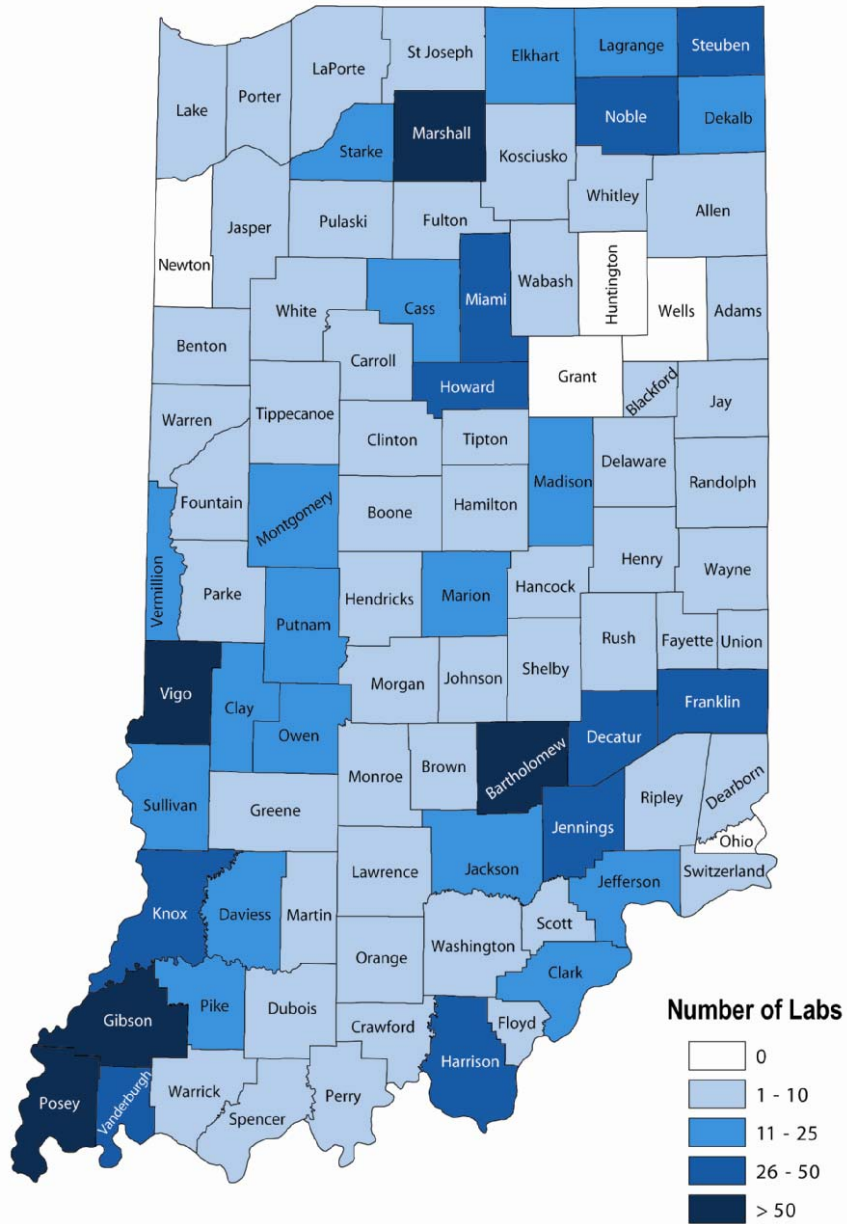 St Joseph
Elkhart
Lagrange
Steuben
LaPorte
Porter
Lake
Marshall
Noble
Dekalb
Starke
Kosciusko
Whitley
Allen
Jasper
Pulaski
Fulton
Newton
Huntington
Wabash
Miami
Cass
White
Wells
Adams
Benton
Carroll
Grant
Howard
Blackford
Jay
Warren
Tippecanoe
Clinton
Tipton
Delaware
Madison
Randolph
Fountain
Montgomery
Boone
Hamilton
Henry
Wayne
Vermillion
Parke
Hendricks
Marion
Hancock
Putnam
Rush
Fayette
Union
Shelby
Johnson
Morgan
Vigo
Clay
Owen
Franklin
Decatur
Bartholomew
Brown
Monroe
Dearborn
Ripley
Sullivan
Greene
Jennings
Ohio
Lawrence
Jackson
Switzerland
Jefferson
Knox
Daviess
Martin
Scott
Washington
Orange
Clark
Pike
Dubois
Gibson
Floyd
Crawford
Harrison
Posey
Vanderburgh
Warrick
Perry
Spencer
Number of Labs
0
1 - 10
11 - 25
26 - 50
> 50